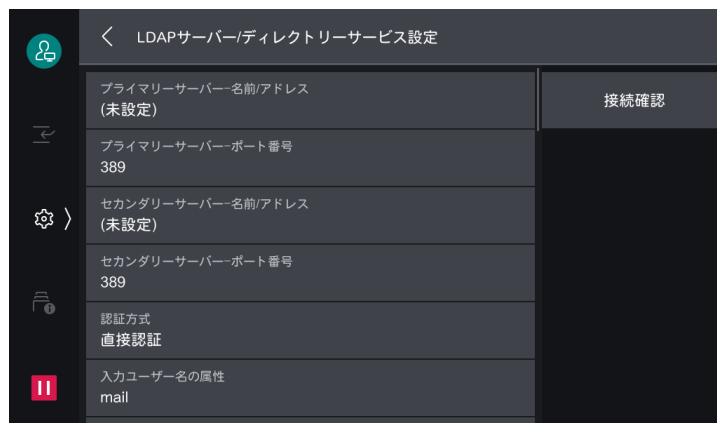 LDAPサーバー/ディレクトリーサービス設定
プライマリーサーバー-名前/アドレス
(未設定)
接続確認
プライマリーサーバー-ポート番号
389
セカンダリーサーバー-名前/アドレス
(未設定)
セカンダリーサーバー-ポート番号
389
認証方式
直接認証
入力ユーザー名の属性
mail